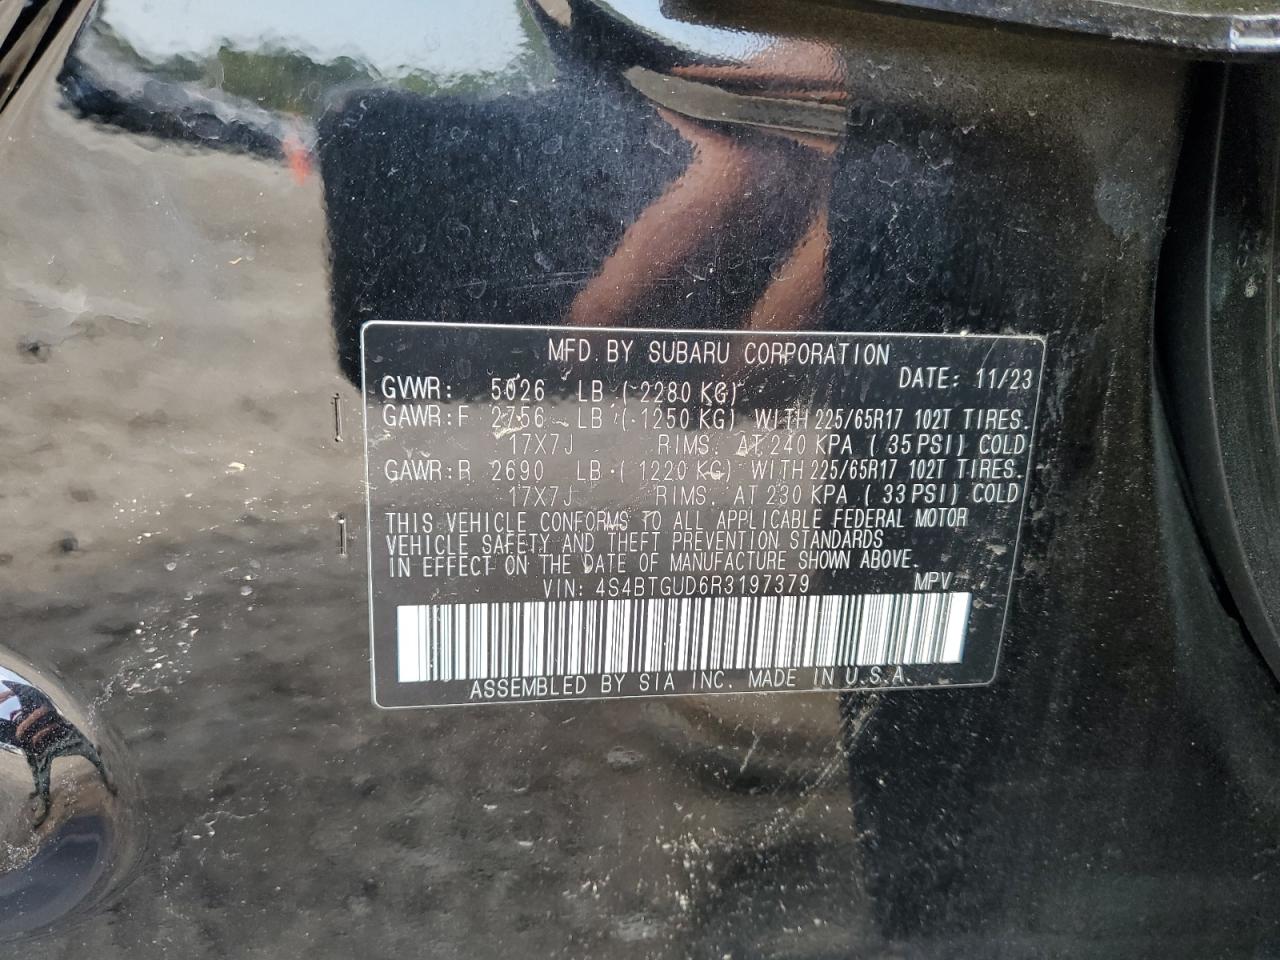 MFD. BY SUBARU CORPORATION
DATE: 11/23
GVWR: 5026 LB (2280 KG)
GAWR:F 2756 LB (1250 KG) WITH 225/65R17 102T TIRES.
17X7J RIMS. AT 240 KPA (35 PSI) COLD
GAWR:R 2690 LB (1220 KG) WITH 225/65R17 102T TIRES.
17X7J RIMS. AT 230 KPA (33 PSI) COLD
THIS VEHICLE CONFORMS TO ALL APPLICABLE FEDERAL MOTOR
VEHICLE SAFETY AND THEFT PREVENTION STANDARDS
IN EFFECT ON THE DATE OF MANUFACTURE SHOWN ABOVE.
VIN: 4S4BTGUD6R3197379 MPV
ASSEMBLED BY SIA INC. MADE IN U.S.A.